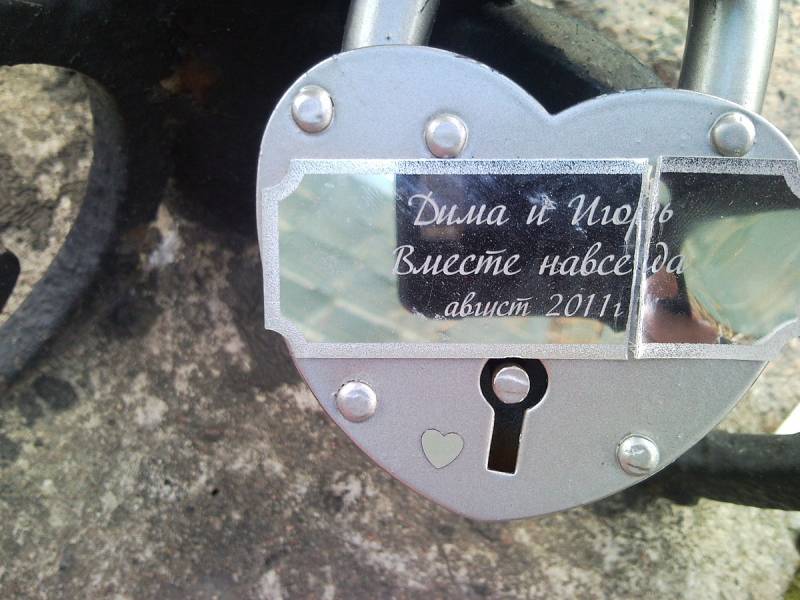 Дима и Игорь
Вместе навсегда
август 2011г